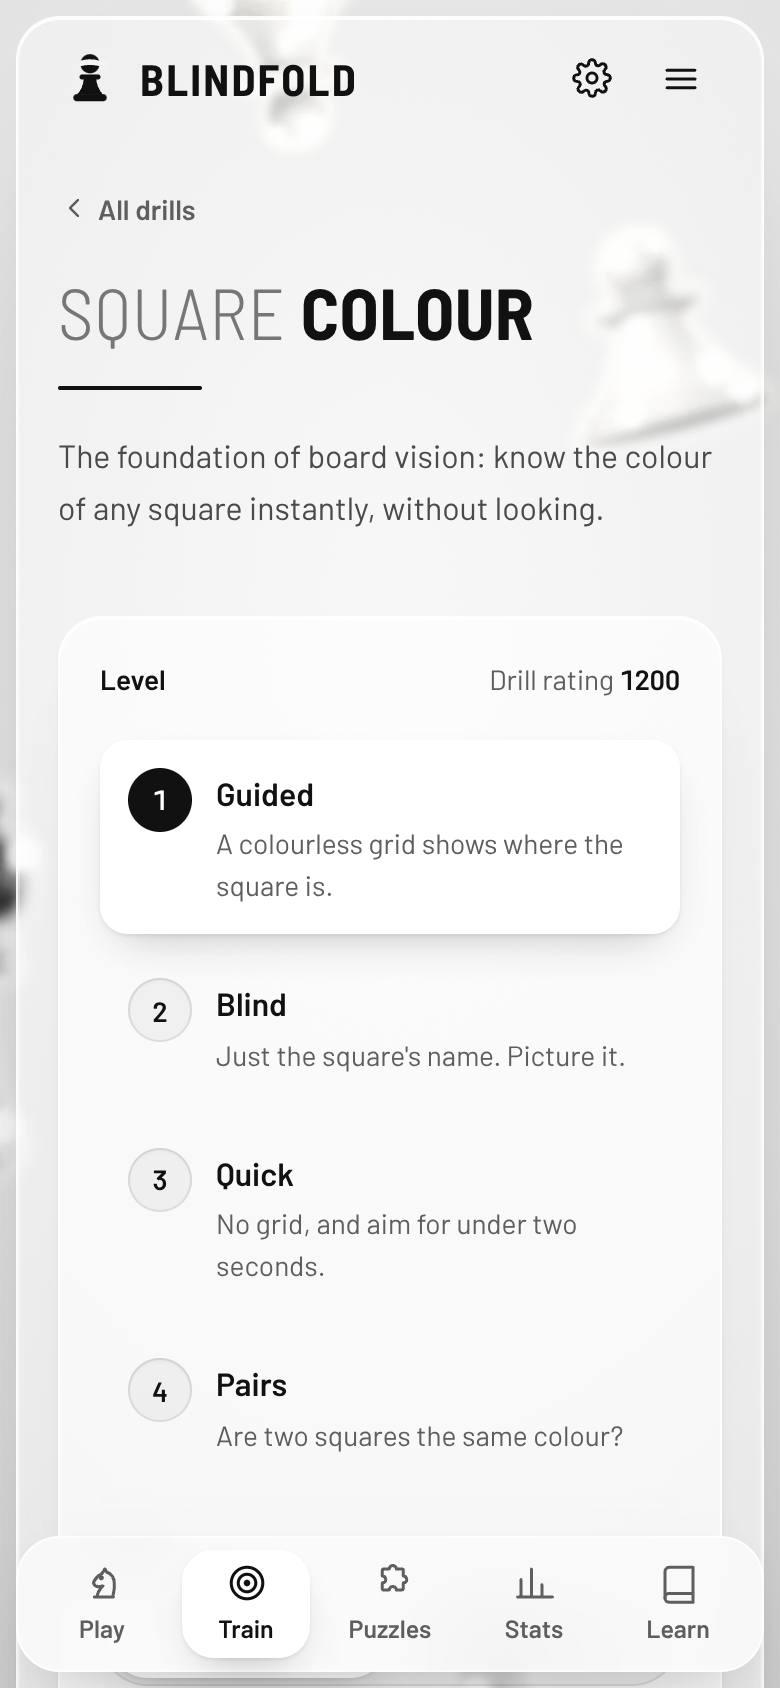 BLINDFOLD
All drills
SQUARE COLOUR
The foundation of board vision: know the colour
of any square instantly, without looking.
Level Drill rating 1200
1 Guided
A colourless grid shows where the
square is.
2 Blind
Just the square's name. Picture it.
3 Quick
No grid, and aim for under two
seconds.
4 Pairs
Are two squares the same colour?
Play Train Puzzles Stats Learn